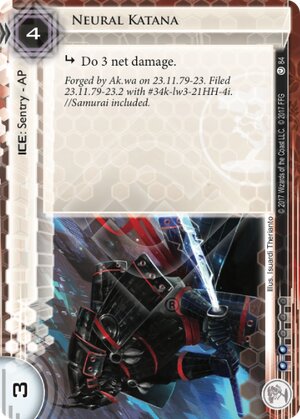 Neural Katana
4
ICE: Sentry - AP
Do 3 net damage.
Forged by Ak.wa on 23.11.79-23. Filed
23.11.79-23.2 with #34k-lw3-21HH-4i.
//Samurai included.
84
© 2017 Wizards of the Coast LLC. © 2017 FFG
Illus. Isuardi Therianto
3